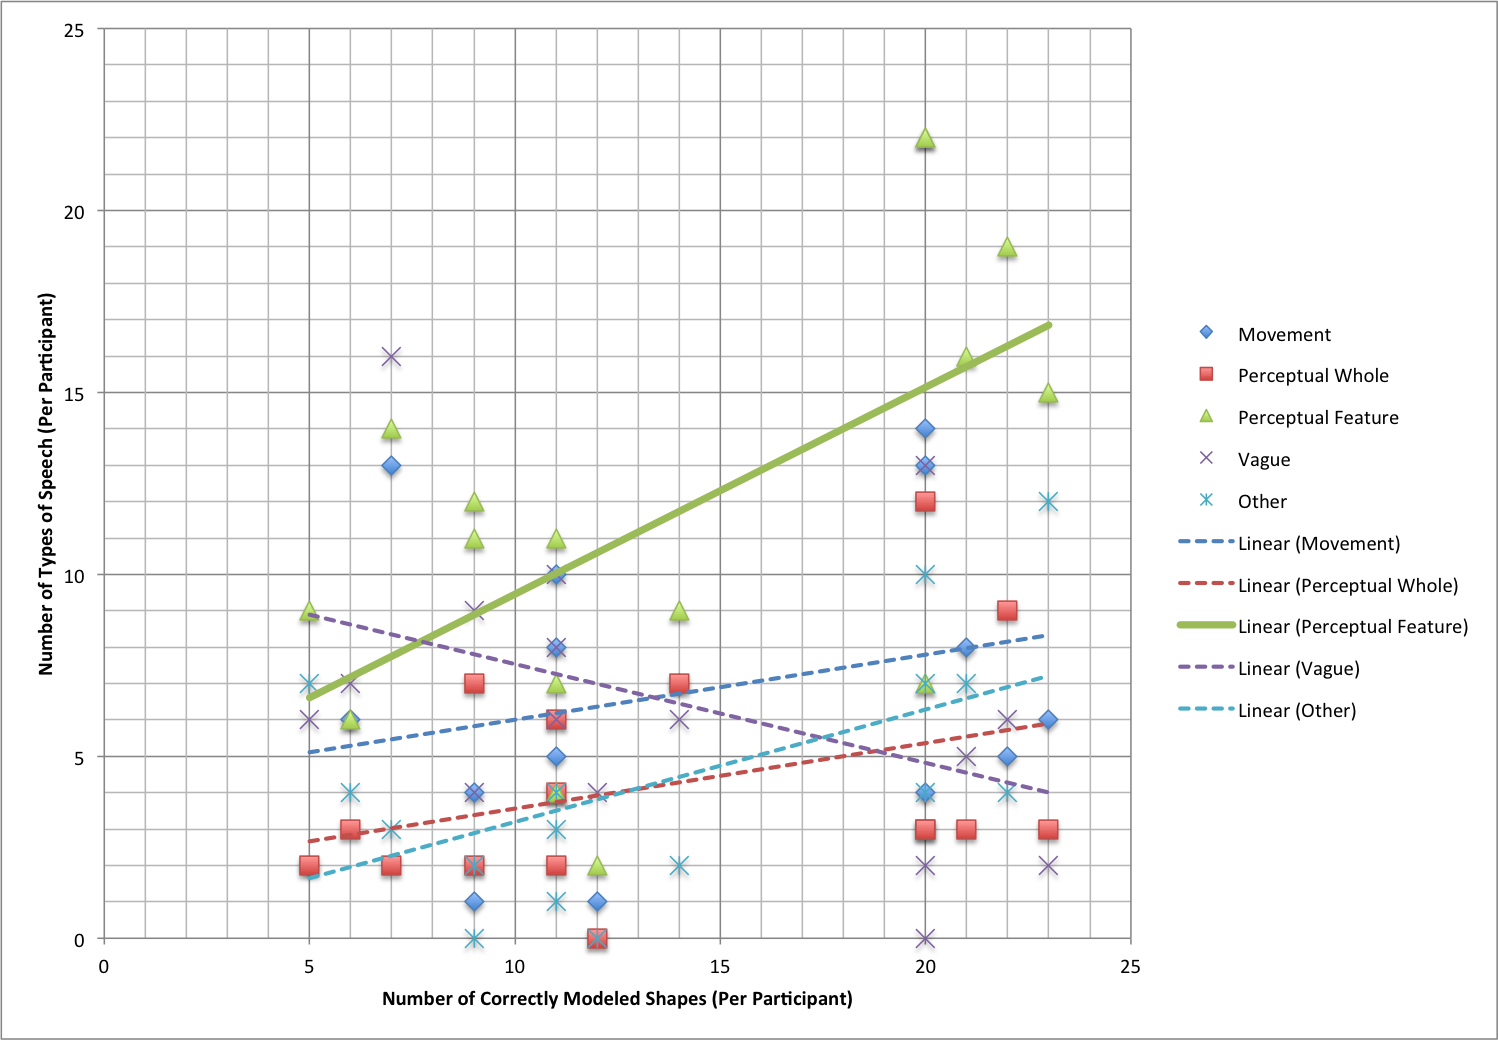 25
20
15
10
5
0
0
5
10
15
20
25
Number of Types of Speech (Per Participant)
Number of Correctly Modeled Shapes (Per Participant)
Movement
Perceptual Whole
Perceptual Feature
Vague
Other
Linear (Movement)
Linear (Perceptual Whole)
Linear (Perceptual Feature)
Linear (Vague)
Linear (Other)